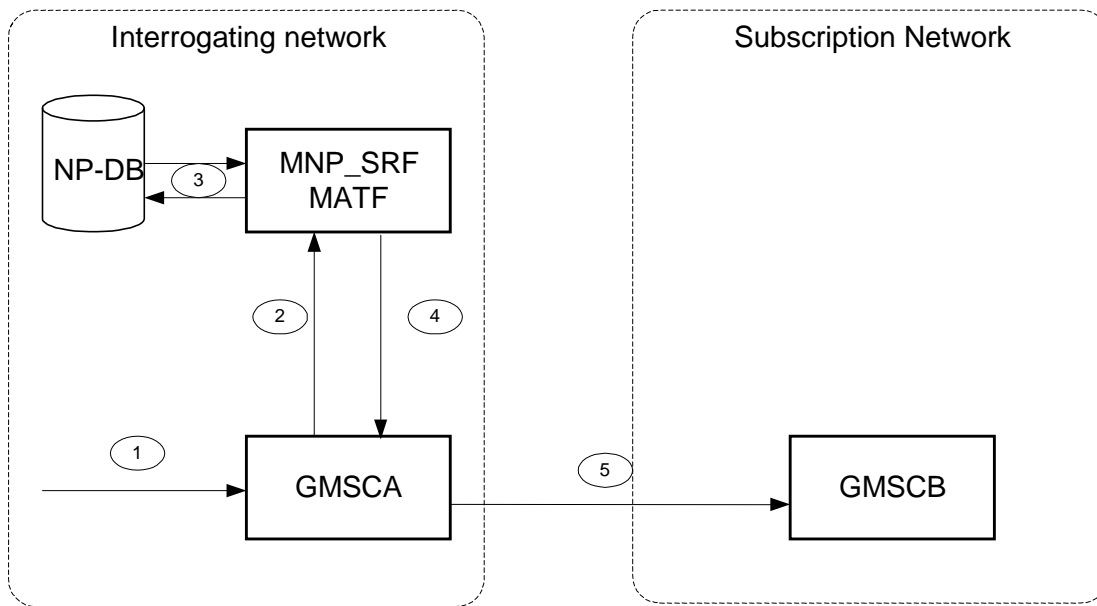 Interrogating network
Subscription Network
NP-DB
3
MNP_SRF
MATF
2
4
1
GMSCA
5
GMSCB